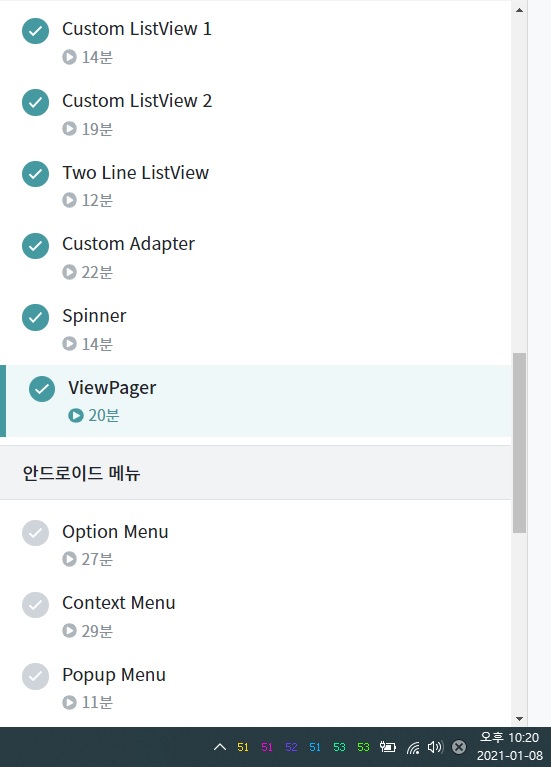 Custom ListView 1
14분
Custom ListView 2
19분
Two Line ListView
12분
Custom Adapter
22분
Spinner
14분
ViewPager
20분
안드로이드 메뉴
Option Menu
27분
Context Menu
29분
Popup Menu
11분
51 51 52 51 53 53
오후 10:20
2021-01-08